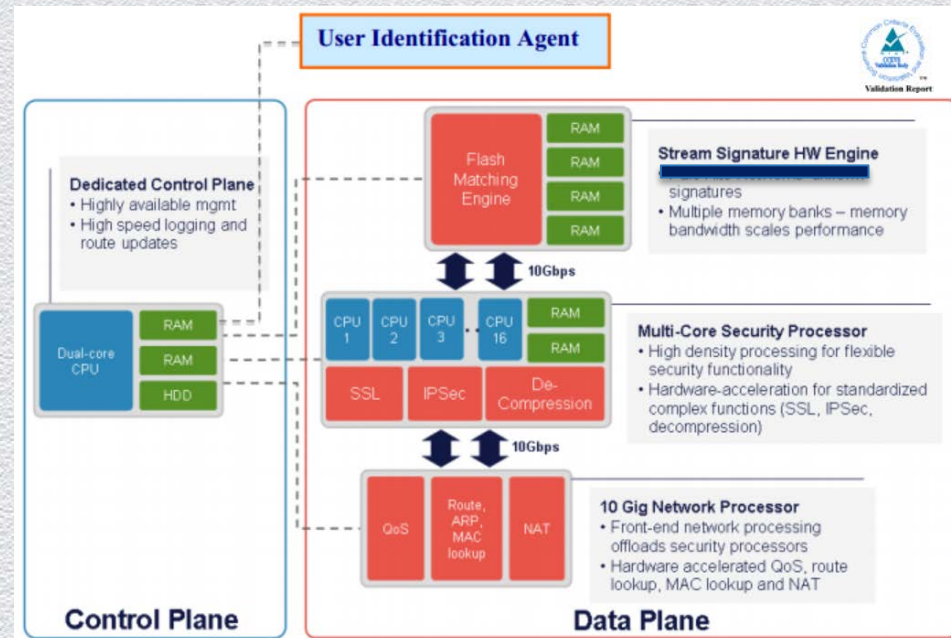 User Identification Agent
Validation Report
Dedicated Control Plane
• Highly available mgmt
• High speed logging and
route updates
Dual-core
CPU
RAM
RAM
HDD
Control Plane
Flash
Matching
Engine
RAM
RAM
RAM
RAM
Stream Signature HW Engine
signatures
• Multiple memory banks – memory
bandwidth scales performance
10Gbps
CPU
1
CPU
2
CPU
3
..
CPU
16
RAM
RAM
SSL
IPSec
De-
Compression
Multi-Core Security Processor
• High density processing for flexible
security functionality
• Hardware-acceleration for standardized
complex functions (SSL, IPSec,
decompression)
10Gbps
QoS
Route,
ARP,
MAC
lookup
NAT
10 Gig Network Processor
• Front-end network processing
offloads security processors
• Hardware accelerated QoS, route
lookup, MAC lookup and NAT
Data Plane